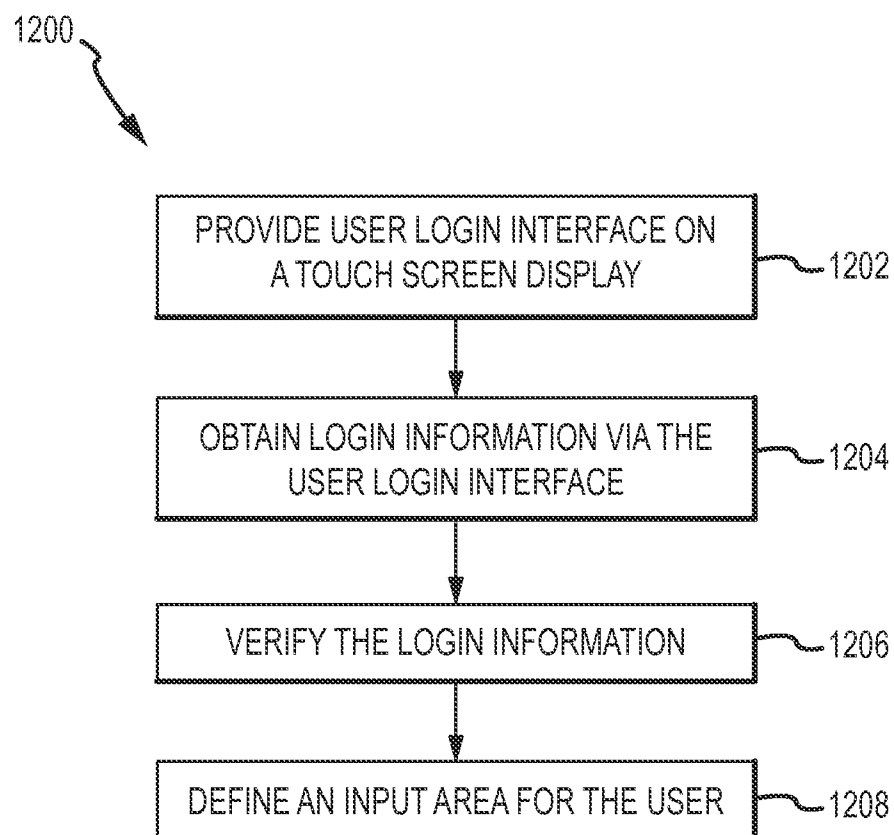 1200
PROVIDE USER LOGIN INTERFACE ON
A TOUCH SCREEN DISPLAY
1202
OBTAIN LOGIN INFORMATION VIA THE
USER LOGIN INTERFACE
1204
VERIFY THE LOGIN INFORMATION
1206
DEFINE AN INPUT AREA FOR THE USER
1208